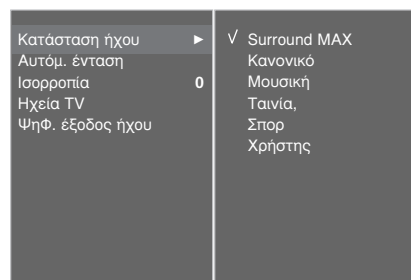 Κατάσταση ήχου ►
Αυτόμ. ένταση
Ισορροπία 0
Ηχεία TV
ΨηΦ. έξοδος ήχου
√ Surround MAX
Κανονικό
Μουσική
Ταινία,
Σπορ
Χρήστης